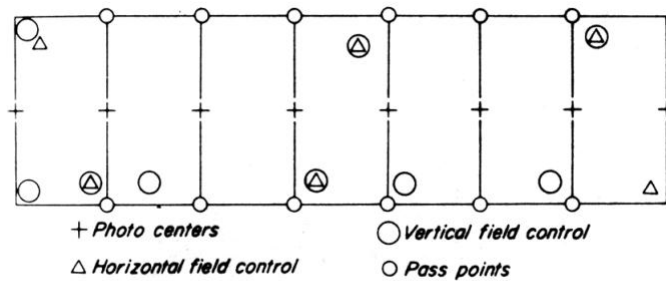 + Photo centers
◯ Vertical field control
△ Horizontal field control
○ Pass points